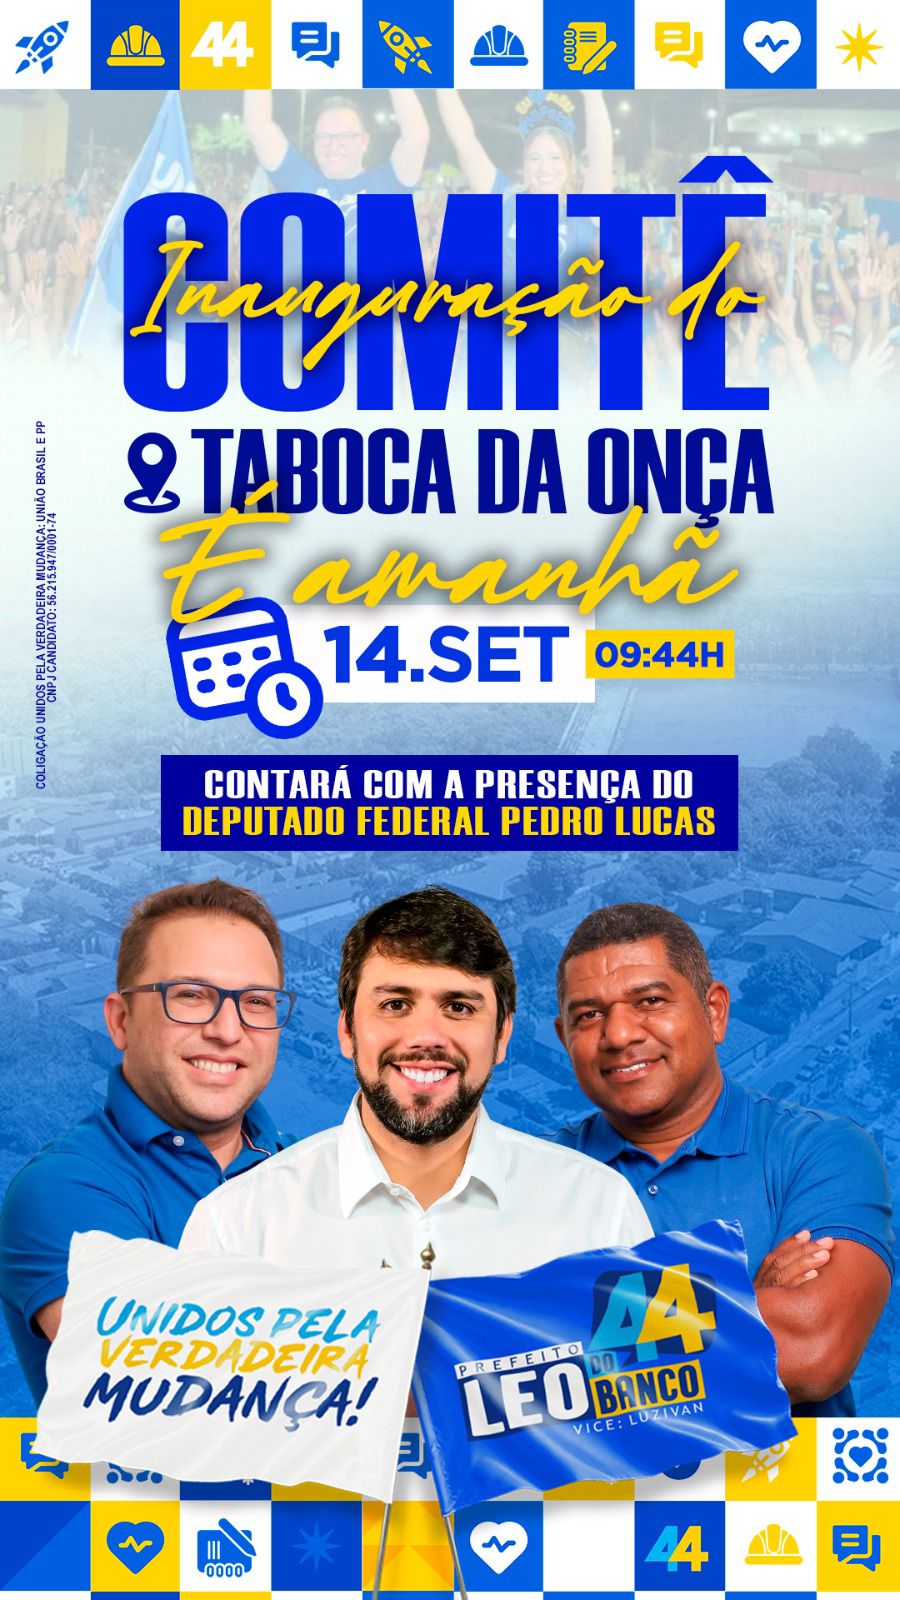 44
Inauguração do
COMITÊ
TABOCA DA ONÇA
É amanhã
14.SET
09:44H
CONTARÁ COM A PRESENÇA DO
DEPUTADO FEDERAL PEDRO LUCAS
COLIGAÇÃO UNIDOS PELA VERDADEIRA MUDANÇA: UNIÃO BRASIL E PP
CNPJ CANDIDATO: 56.215.947/0001-74
UNIDOS PELA
VERDADEIRA
MUDANÇA!
44
PREFEITO
LEO DO BANCO
VICE: LUZIVAN
44